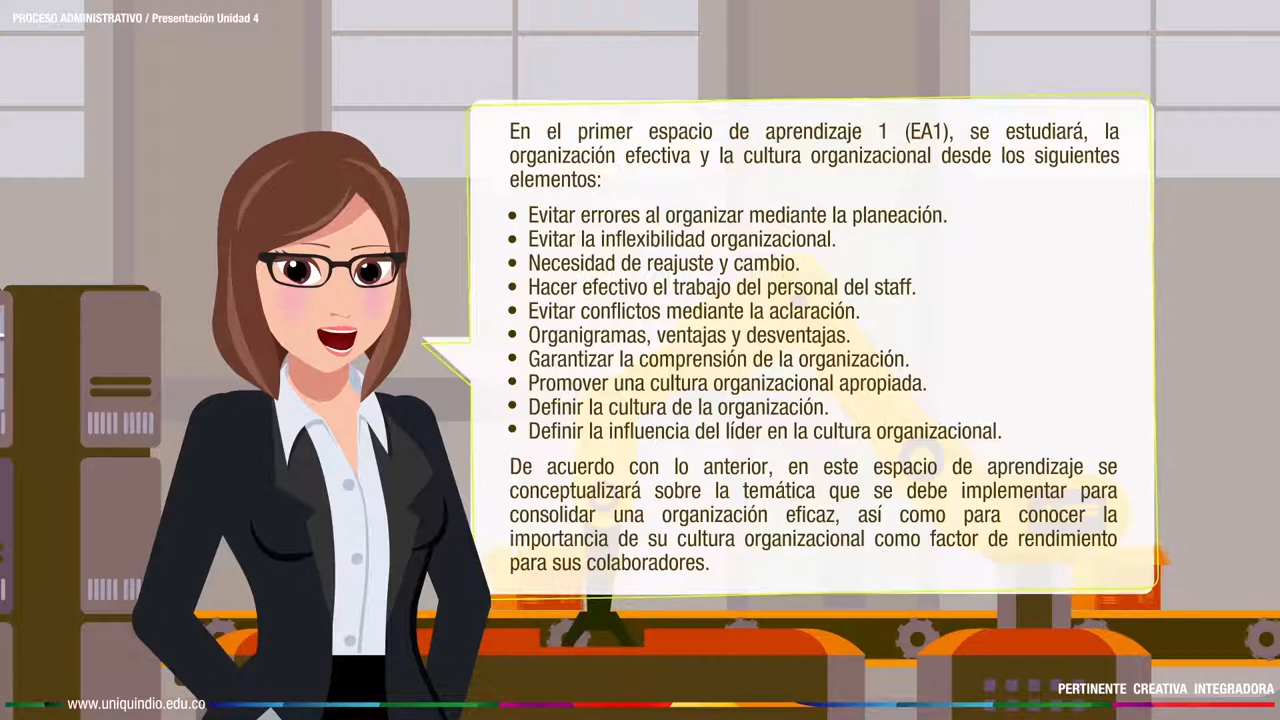 PROCESO ADMINISTRATIVO / Presentación Unidad 4
En el primer espacio de aprendizaje 1 (EA1), se estudiará, la
organización efectiva y la cultura organizacional desde los siguientes
elementos:
• Evitar errores al organizar mediante la planeación.
• Evitar la inflexibilidad organizacional.
• Necesidad de reajuste y cambio.
• Hacer efectivo el trabajo del personal del staff.
• Evitar conflictos mediante la aclaración.
• Organigramas, ventajas y desventajas.
• Garantizar la comprensión de la organización.
• Promover una cultura organizacional apropiada.
• Definir la cultura de la organización.
• Definir la influencia del líder en la cultura organizacional.
De acuerdo con lo anterior, en este espacio de aprendizaje se
conceptualizará sobre la temática que se debe implementar para
consolidar una organización eficaz, así como para conocer la
importancia de su cultura organizacional como factor de rendimiento
para sus colaboradores.
PERTINENTE CREATIVA INTEGRADORA
www.uniquindio.edu.co